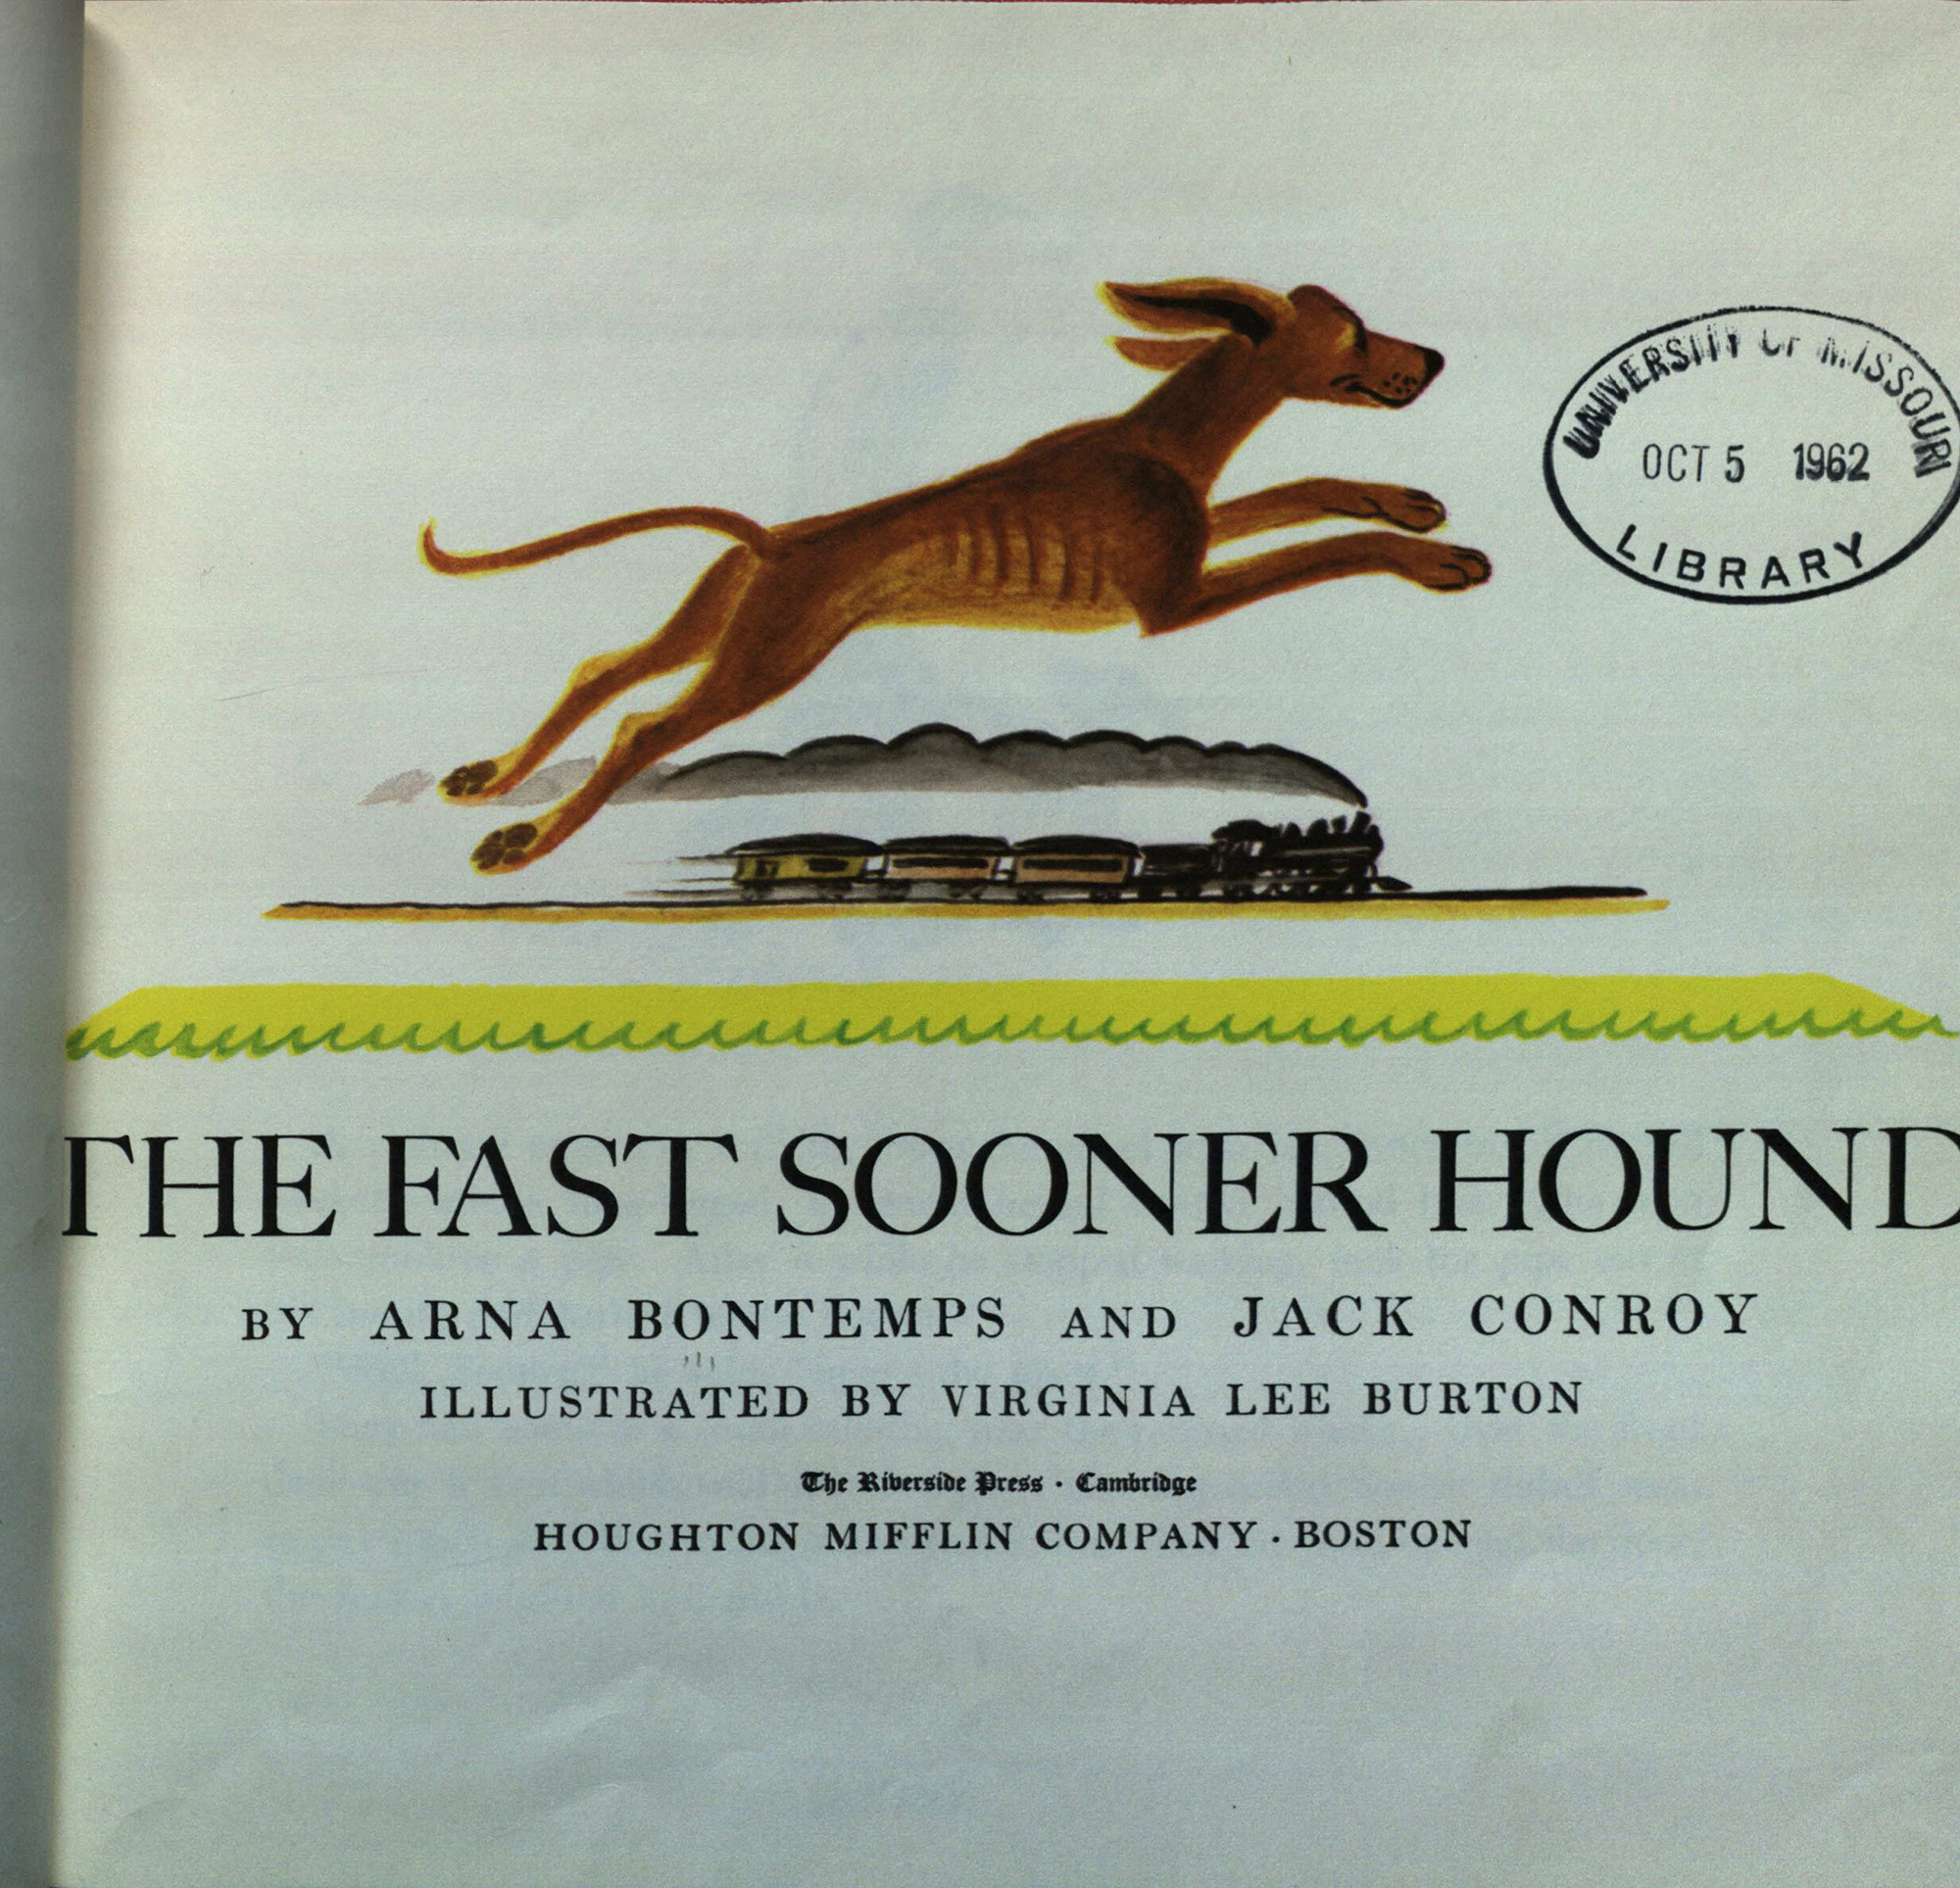 UNIVERSITY OF MISSOURI
OCT 5 1962
LIBRARY
THE FAST SOONER HOUND
BY ARNA BONTEMPS AND JACK CONROY
ILLUSTRATED BY VIRGINIA LEE BURTON
The Riverside Press · Cambridge
HOUGHTON MIFFLIN COMPANY · BOSTON